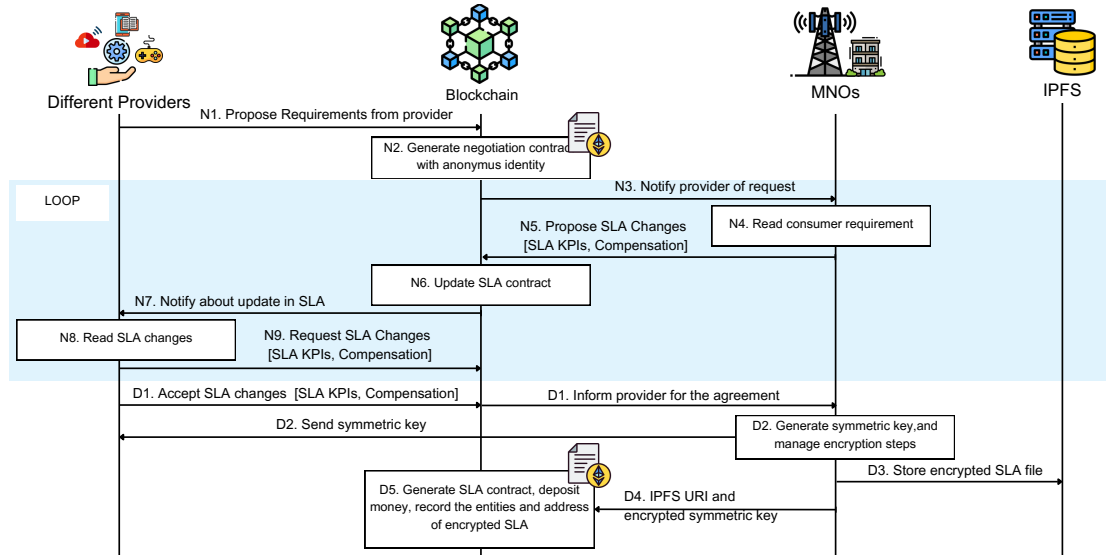 Different Providers
Blockchain
MNOs
IPFS
N1. Propose Requirements from provider
N2. Generate negotiation contrac
with anonymus identity
LOOP
N3. Notify provider of request
N4. Read consumer requirement
N5. Propose SLA Changes
[SLA KPIs, Compensation]
N6. Update SLA contract
N7. Notify about update in SLA
N8. Read SLA changes
N9. Request SLA Changes
[SLA KPIs, Compensation]
D1. Accept SLA changes [SLA KPIs, Compensation]
D1. Inform provider for the agreement
D2. Send symmetric key
D2. Generate symmetric key,and
manage encryption steps
D3. Store encrypted SLA file
D4. IPFS URI and
encrypted symmetric key
D5. Generate SLA contract, deposit
money, record the entities and address
of encrypted SLA